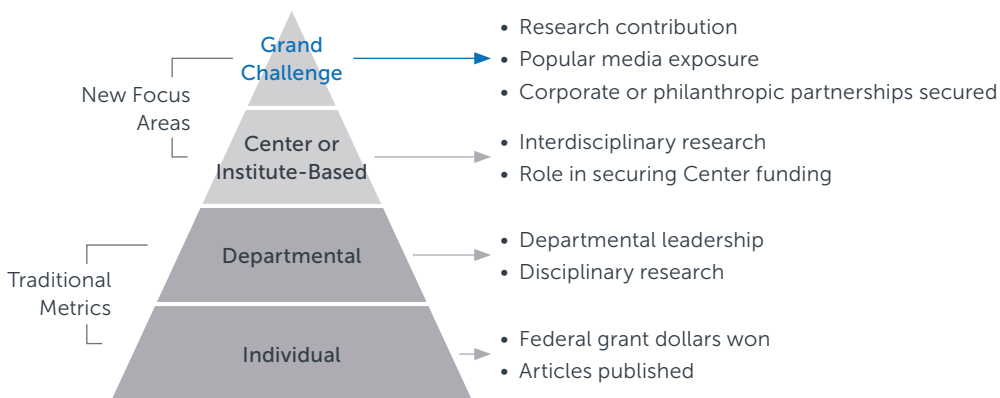 Grand
Challenge
• Research contribution
• Popular media exposure
• Corporate or philanthropic partnerships secured
New Focus
Areas
Center or
Institute-Based
• Interdisciplinary research
• Role in securing Center funding
Departmental
• Departmental leadership
• Disciplinary research
Traditional
Metrics
Individual
• Federal grant dollars won
• Articles published